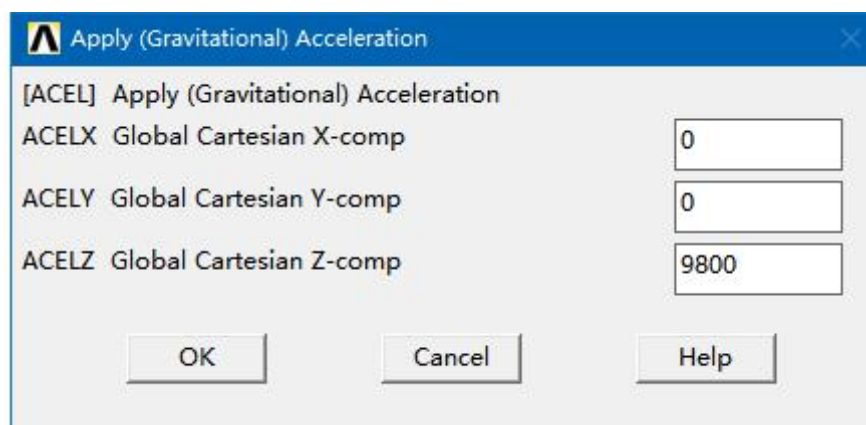 Apply (Gravitational) Acceleration
[ACEL] Apply (Gravitational) Acceleration
ACELX Global Cartesian X-comp 0
ACELY Global Cartesian Y-comp 0
ACELZ Global Cartesian Z-comp 9800
OK Cancel Help